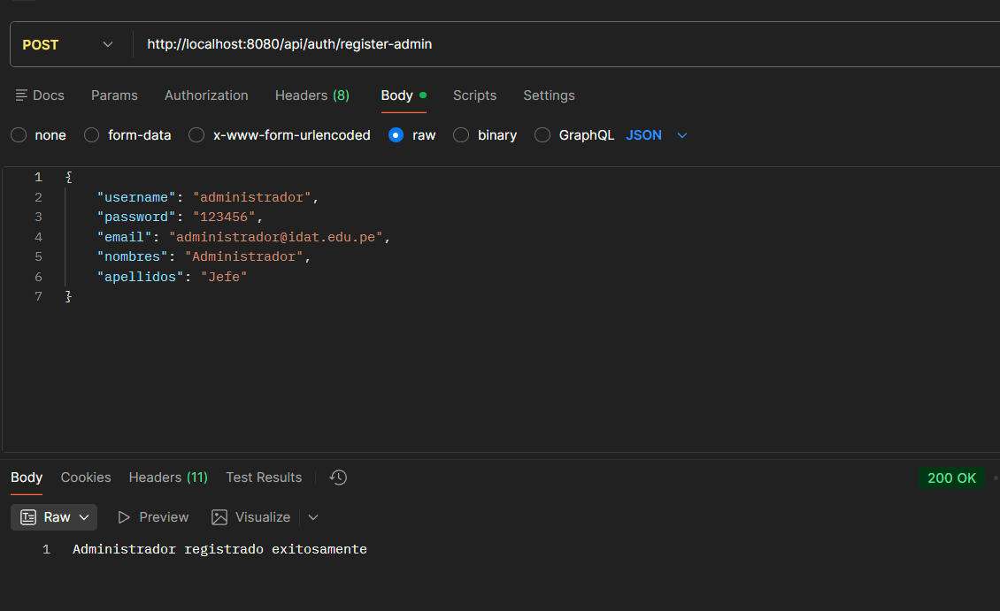 POST http://localhost:8080/api/auth/register-admin
Docs Params Authorization Headers (8) Body Scripts Settings
none form-data x-www-form-urlencoded raw binary GraphQL JSON
1 {
2 "username": "administrador",
3 "password": "123456",
4 "email": "administrador@idat.edu.pe",
5 "nombres": "Administrador",
6 "apellidos": "Jefe"
7 }
Body Cookies Headers (11) Test Results 200 OK
Raw Preview Visualize
1 Administrador registrado exitosamente